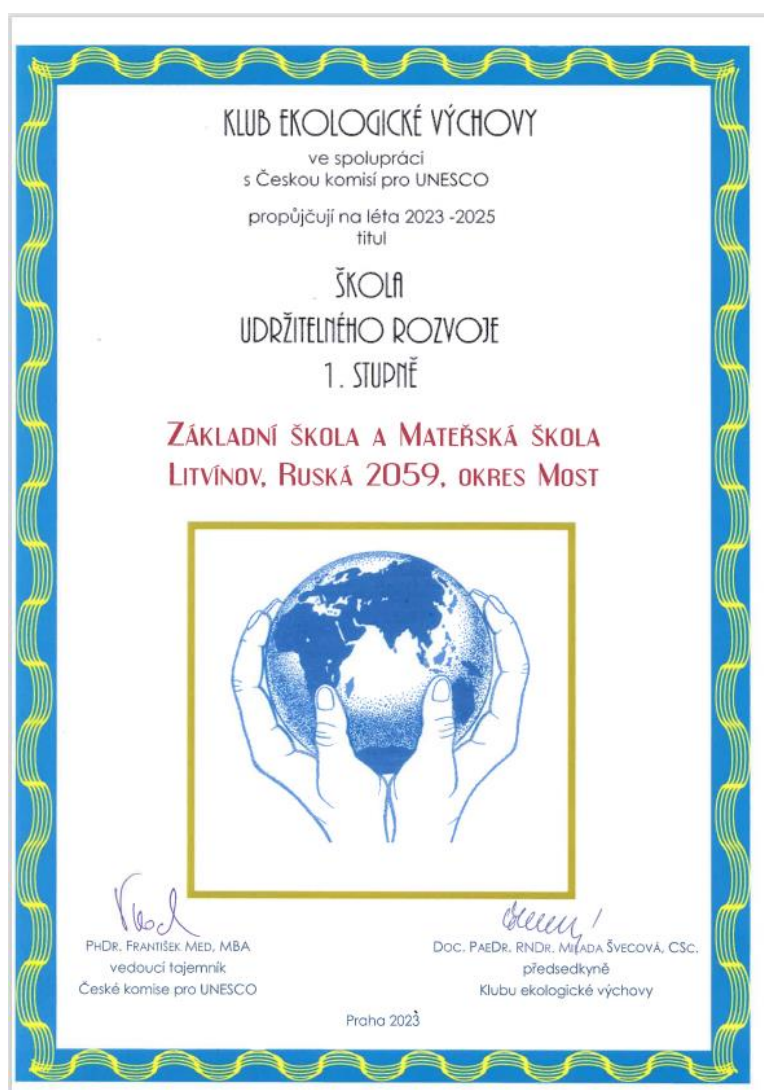 KLUB EKOLOGICKÉ VÝCHOVY
ve spolupráci
s Českou komisí pro UNESCO
propůjčují na léta 2023 -2025
titul
ŠKOLA
UDRŽITELNÉHO ROZVOJE
1. STUPNĚ
ZÁKLADNÍ ŠKOLA A MATEŘSKÁ ŠKOLA
LITVÍNOV, RUSKÁ 2059, OKRES MOST
PHDR. FRANTIŠEK MED, MBA
vedoucí tajemník
České komise pro UNESCO
DOC. PAEDR. RNDR. MILADA ŠVECOVÁ, CSC.
předsedkyně
Klubu ekologické výchovy
Praha 2023